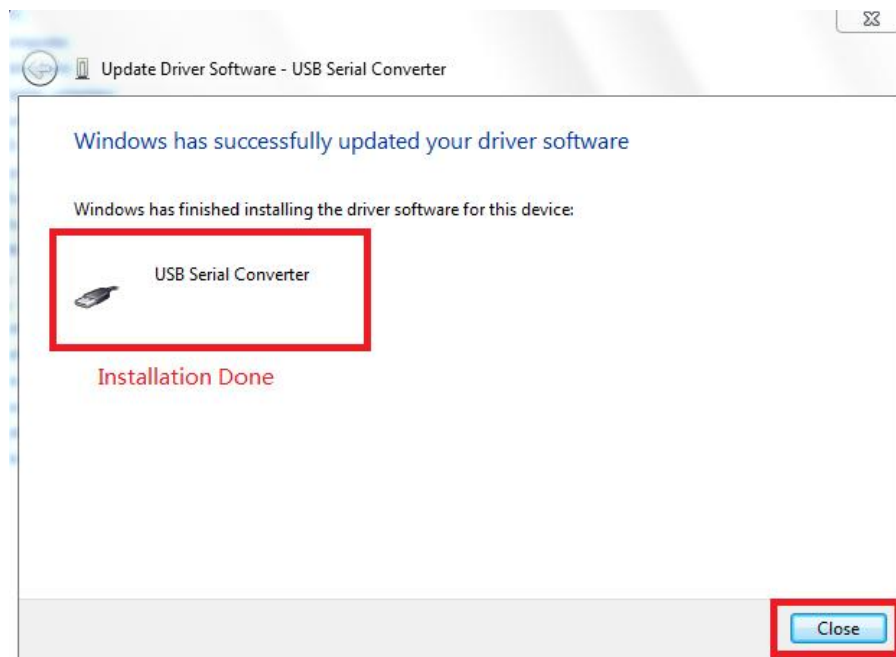 Update Driver Software - USB Serial Converter
Windows has successfully updated your driver software
Windows has finished installing the driver software for this device:
USB Serial Converter
Installation Done
Close